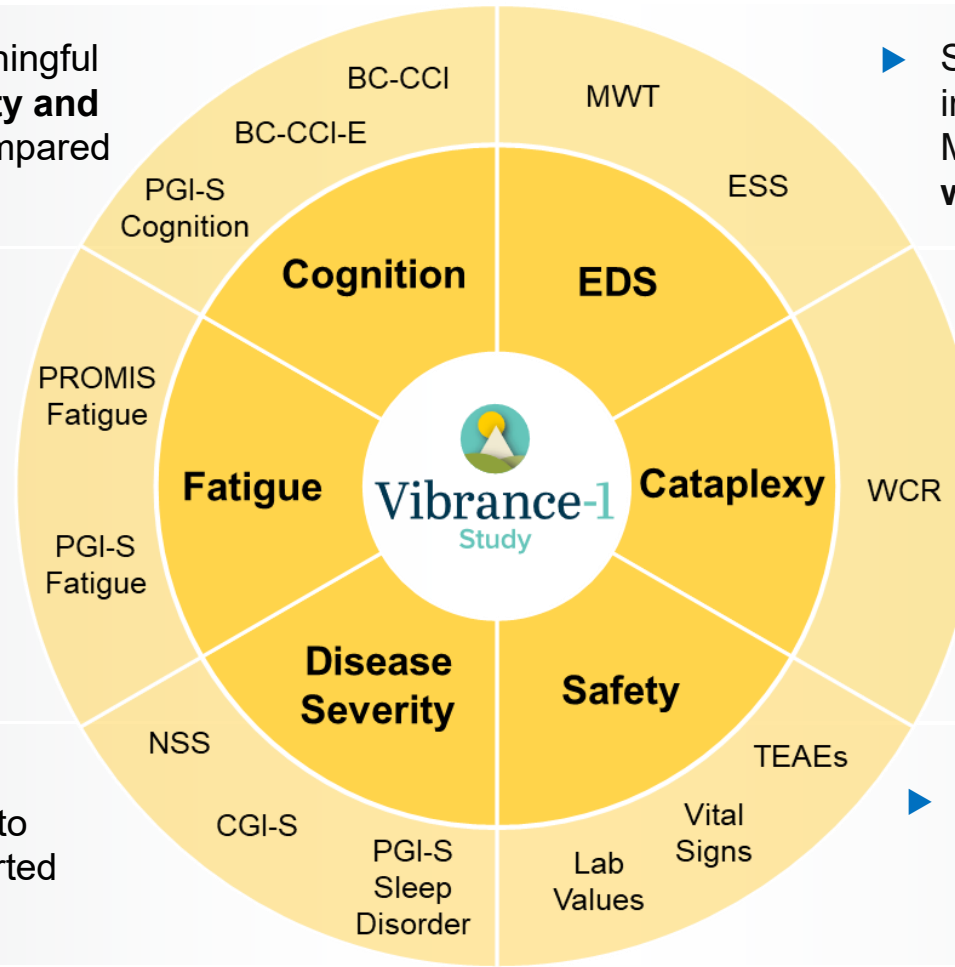 ningful
ty and
mpared
BC-CCI
BC-CCI-E
PGI-S
Cognition
MWT
ESS
S
in
M
w
Cognition
EDS
PROMIS
Fatigue
PGI-S
Fatigue
Fatigue
Vibrance-1
Study
Cataplexy
WCR
Disease
Severity
Safety
NSS
CGI-S
PGI-S
Sleep
Disorder
TEAEs
Vital
Signs
Lab
Values
to
rted